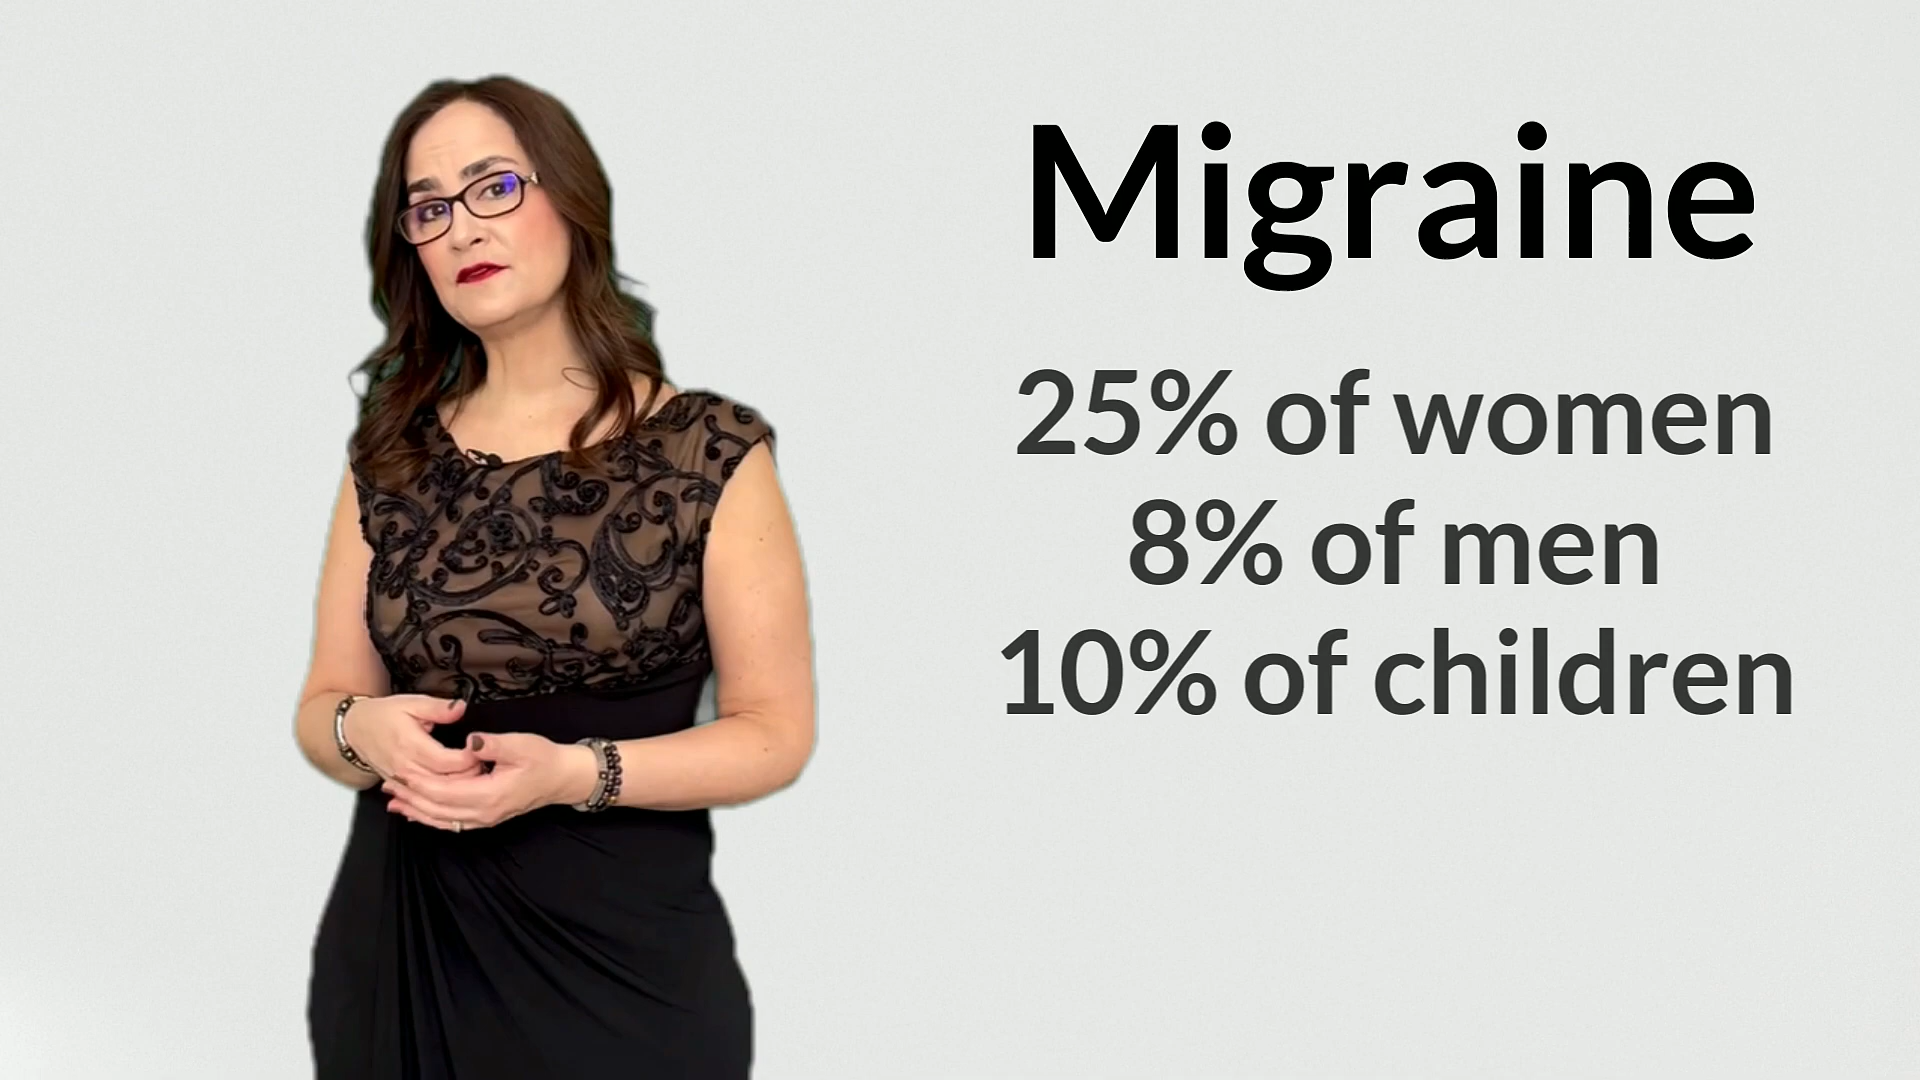 Migraine
25% of women
8% of men
10% of children